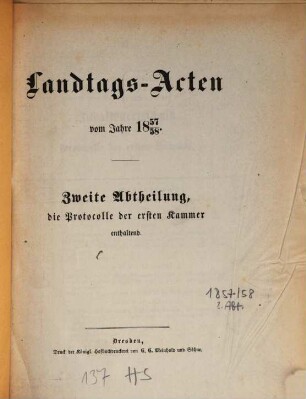 Landtags-Acten
vom Jahre 18 57/58.
Zweite Abtheilung,
die Protocolle der ersten Kammer
enthaltend.
1857/58
2. Abt.
Dresden,
Druck der Königl. Hofbuchdruckerei von C. C. Meinhold und Söhne.
137 HS